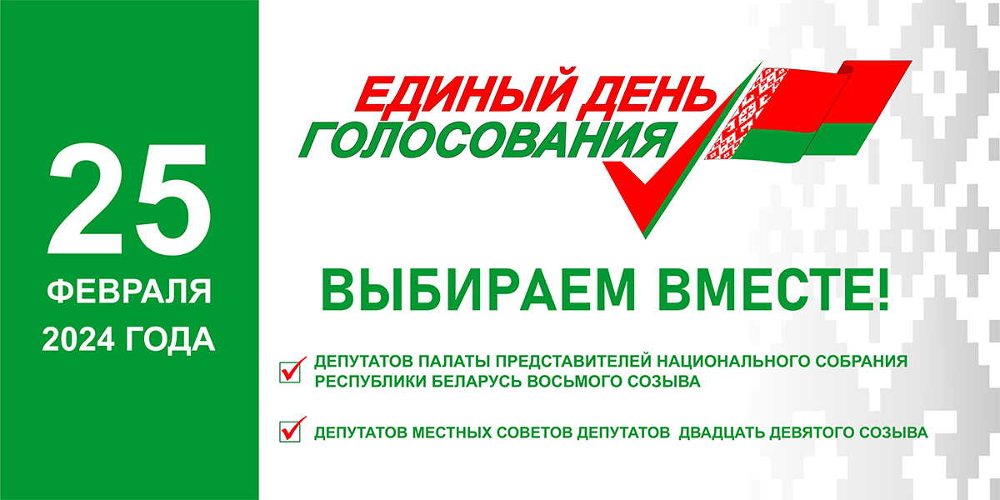 25
ФЕВРАЛЯ
2024 ГОДА
ЕДИНЫЙ ДЕНЬ
ГОЛОСОВАНИЯ
ВЫБИРАЕМ ВМЕСТЕ!
ДЕПУТАТОВ ПАЛАТЫ ПРЕДСТАВИТЕЛЕЙ НАЦИОНАЛЬНОГО СОБРАНИЯ
РЕСПУБЛИКИ БЕЛАРУСЬ ВОСЬМОГО СОЗЫВА
ДЕПУТАТОВ МЕСТНЫХ СОВЕТОВ ДЕПУТАТОВ ДВАДЦАТЬ ДЕВЯТОГО СОЗЫВА